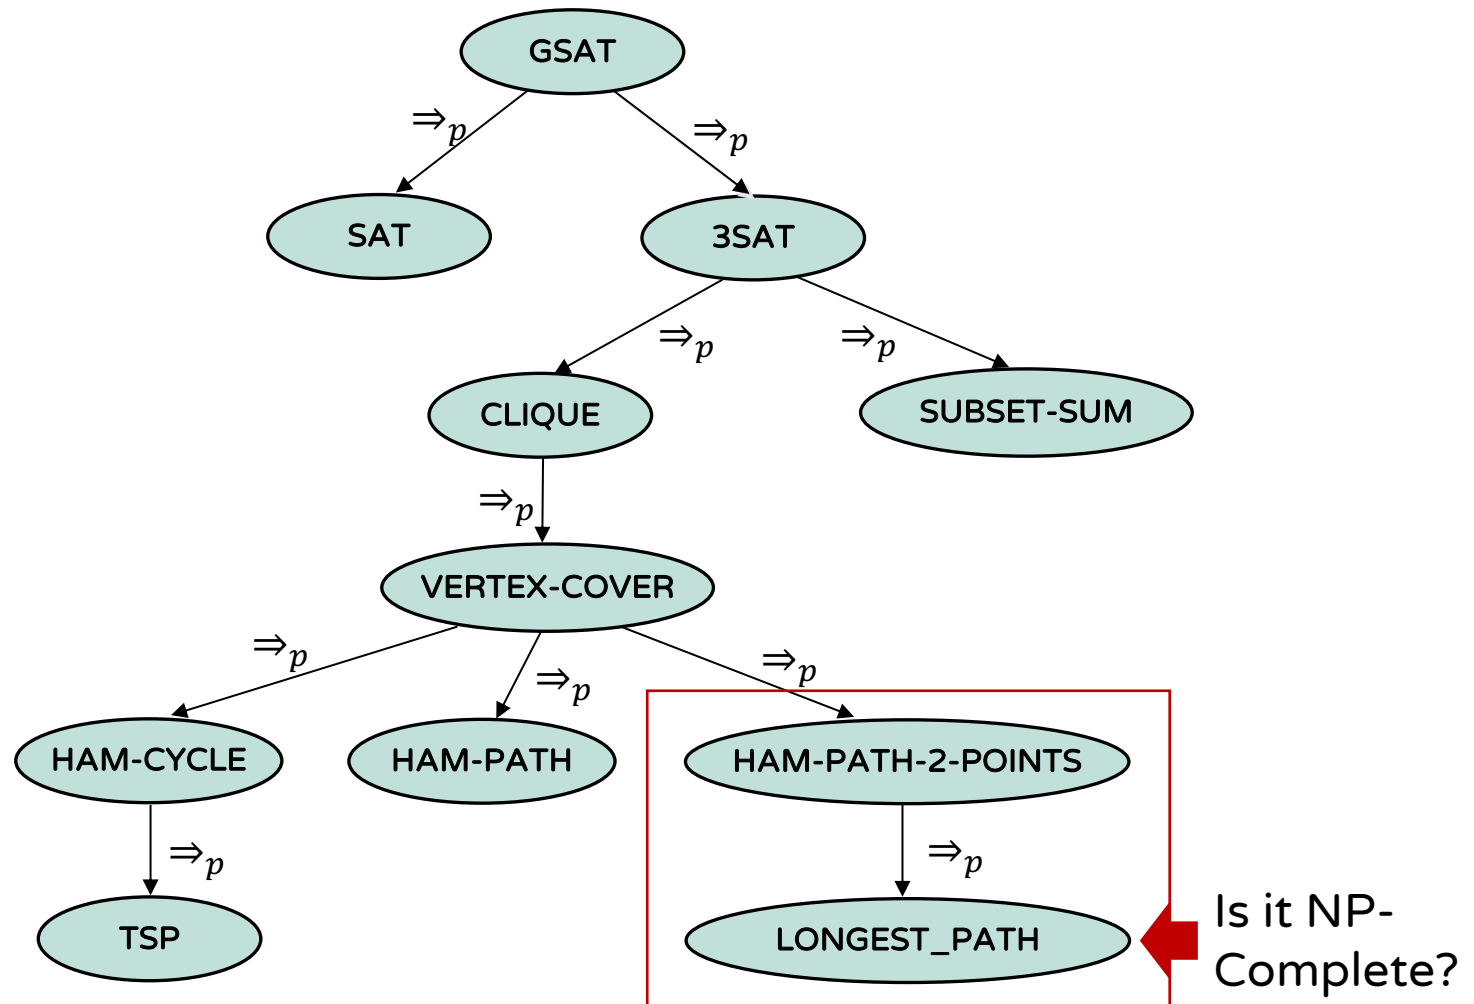 GSAT
⇒p
⇒p
SAT
3SAT
⇒p
⇒p
CLIQUE
SUBSET-SUM
⇒p
VERTEX-COVER
⇒p
⇒p
⇒p
HAM-CYCLE
HAM-PATH
HAM-PATH-2-POINTS
⇒p
⇒p
TSP
LONGEST_PATH
Is it NP-
Complete?